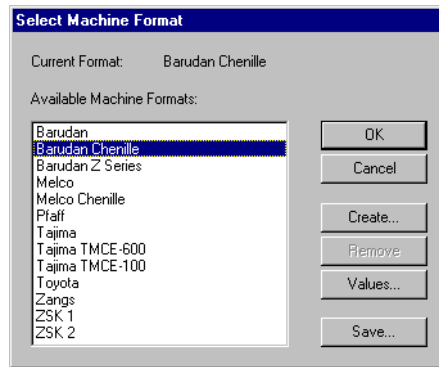 Select Machine Format
Current Format: Barudan Chenille
Available Machine Formats:
Barudan
Barudan Chenille
Barudan Z Series
Melco
Melco Chenille
Pfaff
Tajima
Tajima TMCE-600
Tajima TMCE-100
Toyota
Zangs
ZSK 1
ZSK 2
OK
Cancel
Create...
Remove
Values...
Save...